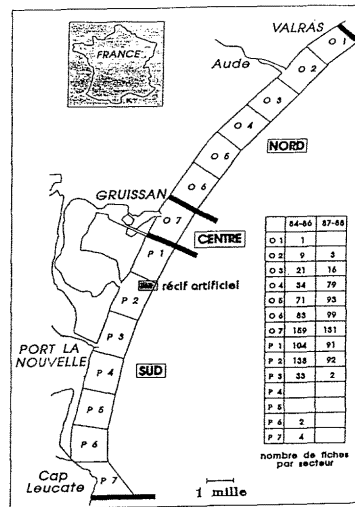 VALRAS
FRANCE
Aude
O 1
O 2
O 3
O 4
O 5
NORD
O 6
GRUISSAN
O 7
CENTRE
P 1
récif artificiel
P 2
P 3
PORT LA
NOUVELLE
SUD
P 4
P 5
P 6
Cap
Leucate
P 7
1 mille
84-86 87-88
O 1 1
O 2 9 3
O 3 21 16
O 4 34 79
O 5 71 93
O 6 83 99
O 7 159 131
P 1 104 91
P 2 138 92
P 3 33 2
P 4
P 5
P 6 2
P 7 4
nombre de fiches
par secteur